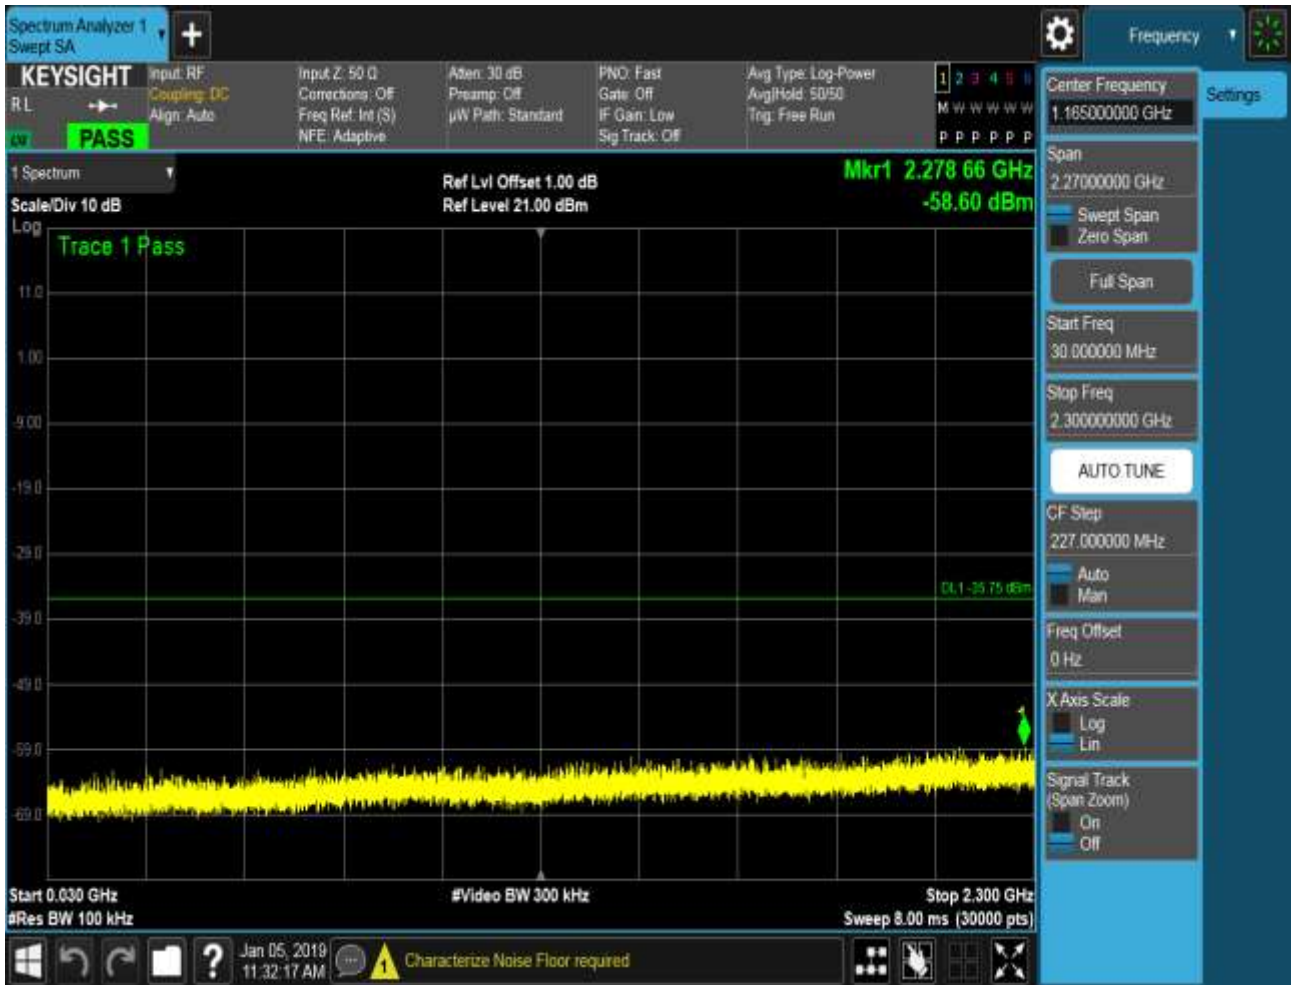 Spectrum Analyzer 1
Swept SA
+
Frequency
KEYSIGHT
RL
PASS
Input: RF
Coupling: DC
Align: Auto
Input Z: 50 Ω
Corrections: Off
Freq Ref: Int (S)
NFE: Adaptive
Atten: 30 dB
Preamp: Off
µW Path: Standard
PNO: Fast
Gate: Off
IF Gain: Low
Sig Track: Off
Avg Type: Log-Power
Avg|Hold: 50/50
Trig: Free Run
1 2 3 4 5 6
M W W W W W
P P P P P P
Center Frequency
1.165000000 GHz
Settings
Span
2.27000000 GHz
Swept Span
Zero Span
Full Span
Start Freq
30.000000 MHz
Stop Freq
2.300000000 GHz
AUTO TUNE
CF Step
227.000000 MHz
Auto
Man
Freq Offset
0 Hz
X Axis Scale
Log
Lin
Signal Track
(Span Zoom)
On
Off
1 Spectrum
Scale/Div 10 dB
Log
Ref Lvl Offset 1.00 dB
Ref Level 21.00 dBm
Mkr1 2.278 66 GHz
-58.60 dBm
Trace 1 Pass
11.0
1.00
-9.00
-19.0
-29.0
DL1 -35.75 dBm
-39.0
-49.0
1
-59.0
-69.0
Start 0.030 GHz
#Res BW 100 kHz
#Video BW 300 kHz
Stop 2.300 GHz
Sweep 8.00 ms (30000 pts)
?
Jan 05, 2019
11:32:17 AM
1
Characterize Noise Floor required